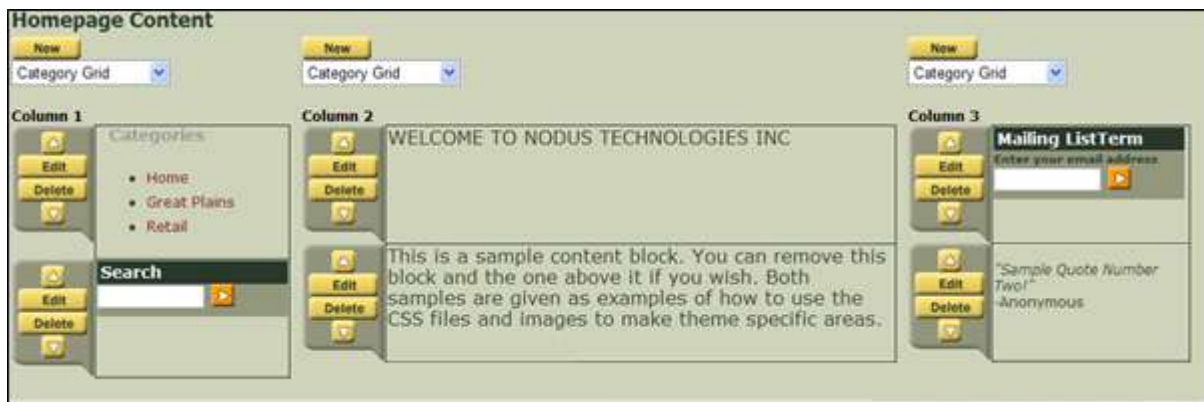 Homepage Content
New
Category Grid
New
Category Grid
New
Category Grid
Column 1
Edit
Delete
Categories
Home
Great Plains
Retail
Edit
Delete
Search
Column 2
Edit
Delete
WELCOME TO NODUS TECHNOLOGIES INC
Edit
Delete
This is a sample content block. You can remove this
block and the one above it if you wish. Both
samples are given as examples of how to use the
CSS files and images to make theme specific areas.
Column 3
Edit
Delete
Mailing ListTerm
Enter your email address
Edit
Delete
"Sample Quote Number
Two!"
-Anonymous